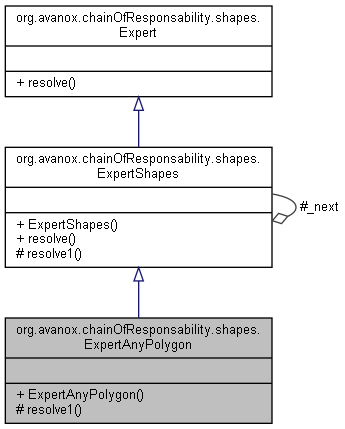 org.avanox.chainOfResponsability.shapes.
Expert
+ resolve()
org.avanox.chainOfResponsability.shapes.
ExpertShapes
+ ExpertShapes()
+ resolve()
# resolve1()
#_next
org.avanox.chainOfResponsability.shapes.
ExpertAnyPolygon
+ ExpertAnyPolygon()
# resolve1()